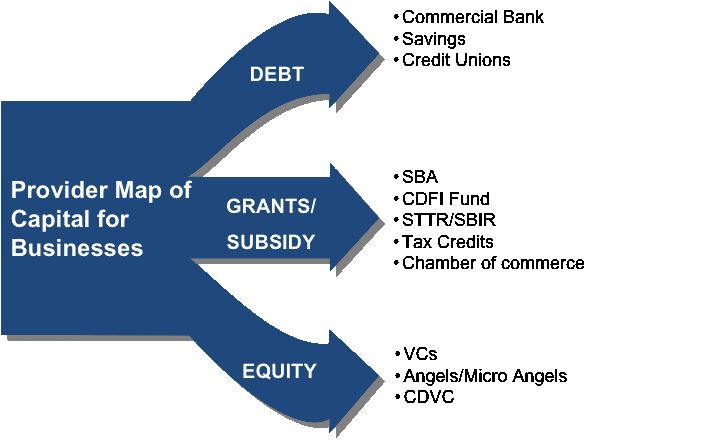 Provider Map of
Capital for
Businesses
DEBT
• Commercial Bank
• Savings
• Credit Unions
GRANTS/
SUBSIDY
• SBA
• CDFI Fund
• STTR/SBIR
• Tax Credits
• Chamber of commerce
EQUITY
• VCs
• Angels/Micro Angels
• CDVC